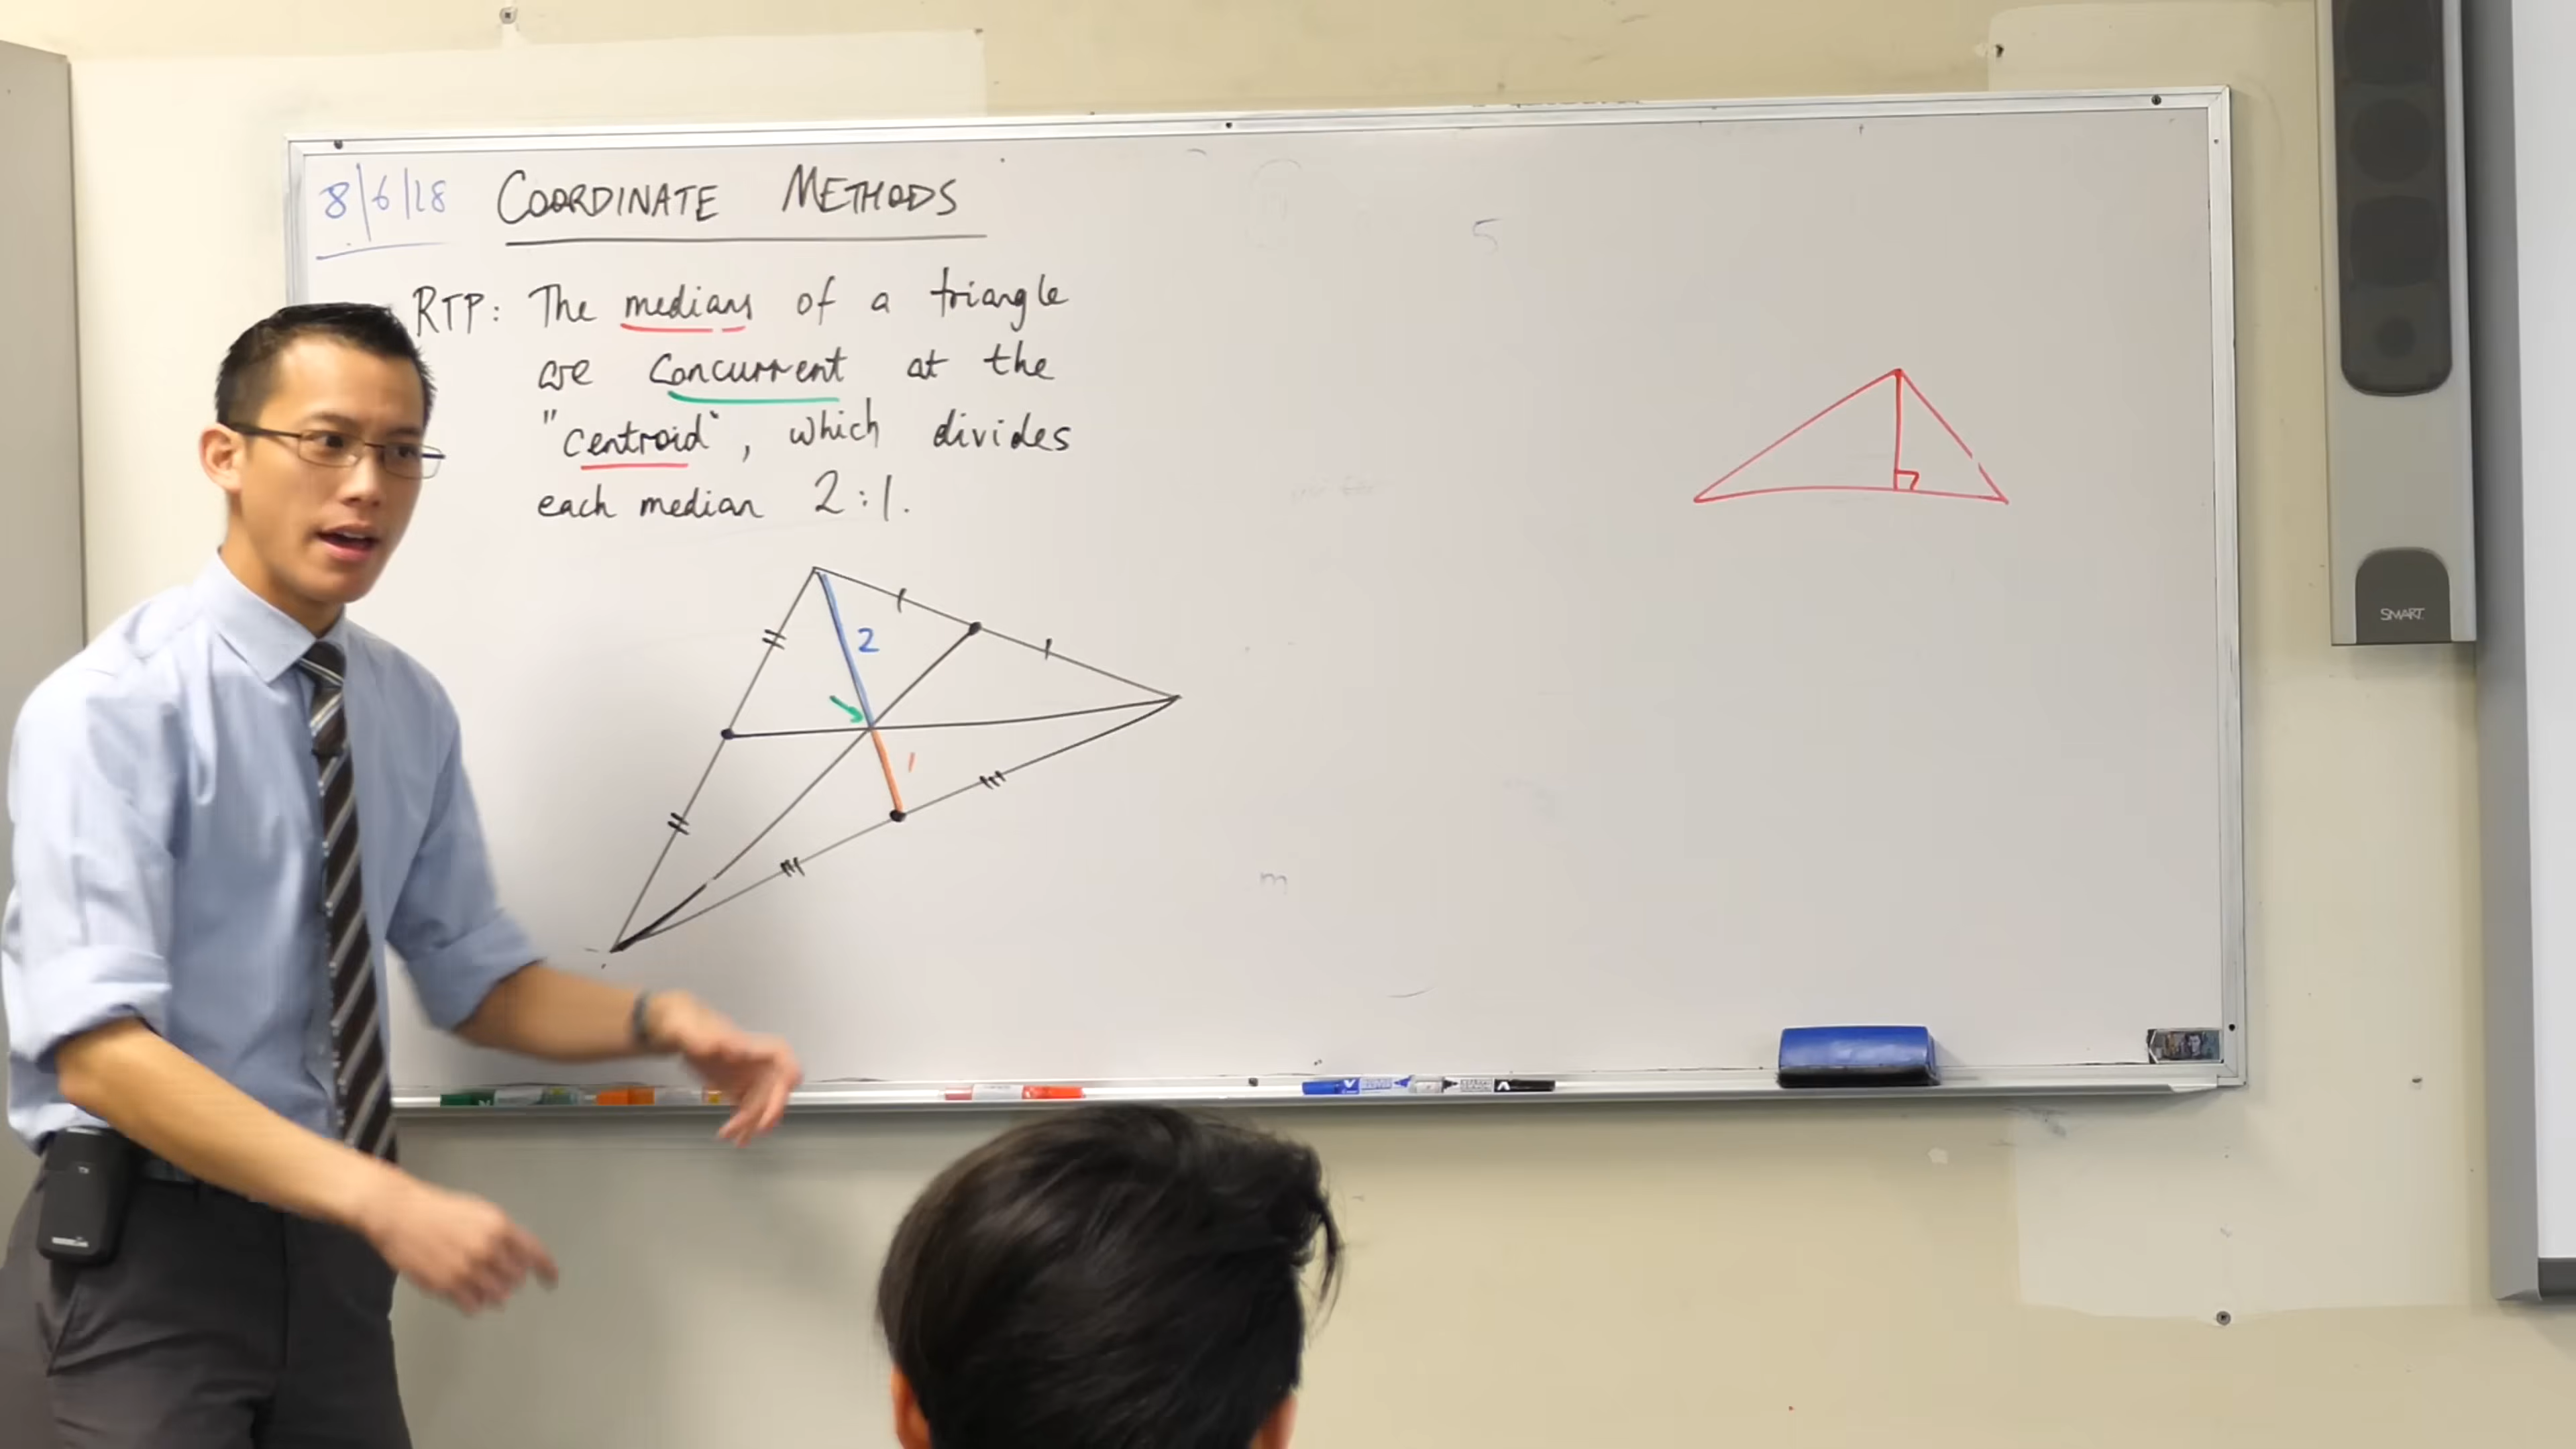 8/6/18 COORDINATE METHODS
RTP: The medians of a triangle
are concurrent at the
"centroid", which divides
each median 2:1.
2
1
5
m
SMART